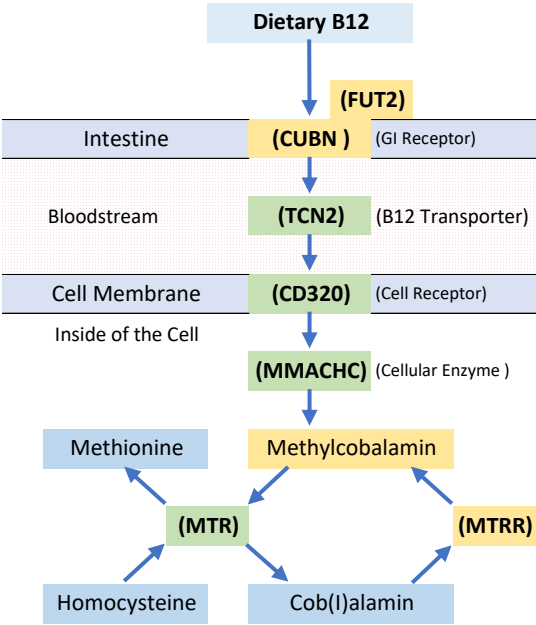 Dietary B12
(FUT2)
Intestine (CUBN ) (GI Receptor)
Bloodstream (TCN2) (B12 Transporter)
Cell Membrane (CD320) (Cell Receptor)
Inside of the Cell
(MMACHC) (Cellular Enzyme )
Methionine Methylcobalamin
(MTR) (MTRR)
Homocysteine Cob(I)alamin